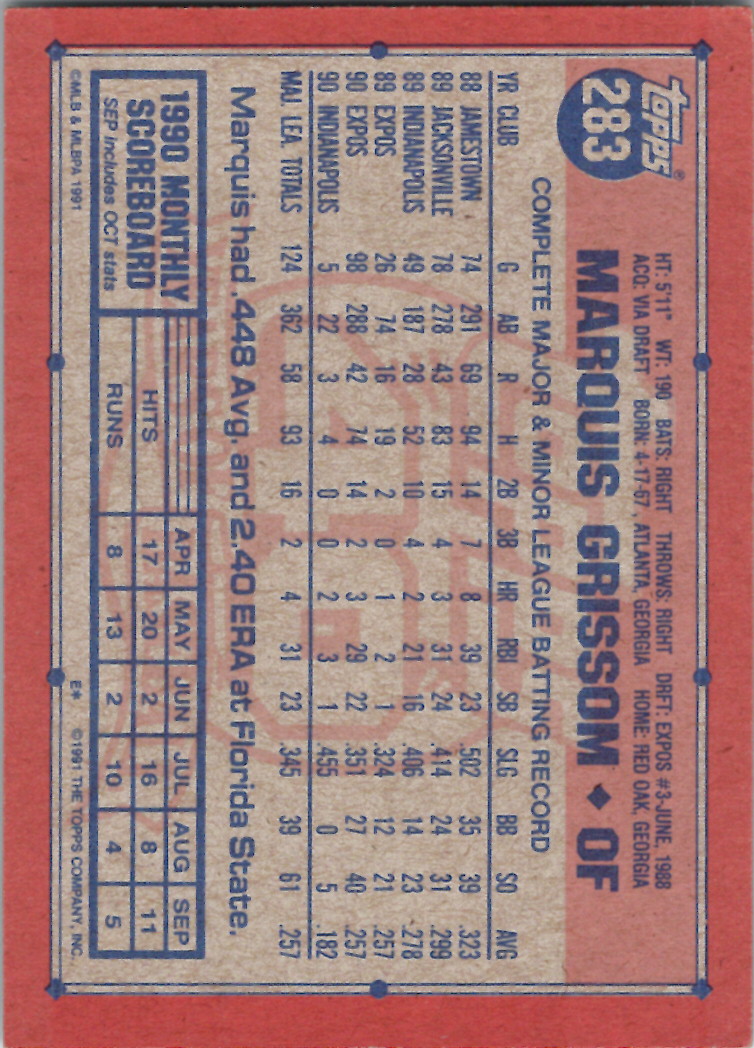 topps®
283
HT: 5'11" WT: 190 BATS: RIGHT THROWS: RIGHT DRFT: EXPOS #3-JUNE, 1988
ACQ: VIA DRAFT BORN: 4-17-67, ATLANTA, GEORGIA HOME: RED OAK, GEORGIA
MARQUIS GRISSOM ♦ OF
COMPLETE MAJOR & MINOR LEAGUE BATTING RECORD
YR CLUB G AB R H 2B 3B HR RBI SB SLG BB SO AVG
88 JAMESTOWN 74 291 69 94 14 7 8 39 23 .502 35 39 .323
89 JACKSONVILLE 78 278 43 83 15 4 3 31 24 .414 24 31 .299
89 INDIANAPOLIS 49 187 28 52 10 4 2 21 16 .406 14 23 .278
89 EXPOS 26 74 16 19 2 0 1 2 1 .324 12 21 .257
90 EXPOS 98 288 42 74 14 2 3 29 22 .351 27 40 .257
90 INDIANAPOLIS 5 22 3 4 0 0 2 3 1 .455 0 5 .182
MAJ. LEA. TOTALS 124 362 58 93 16 2 4 31 23 .345 39 61 .257
Marquis had .448 Avg. and 2.40 ERA at Florida State.
1990 MONTHLY SCOREBOARD
SEP includes OCT stats
APR MAY JUN JUL AUG SEP
HITS 17 20 2 16 8 11
RUNS 8 13 2 10 4 5
©MLB & MLBPA 1991 E* ©1991 THE TOPPS COMPANY, INC.